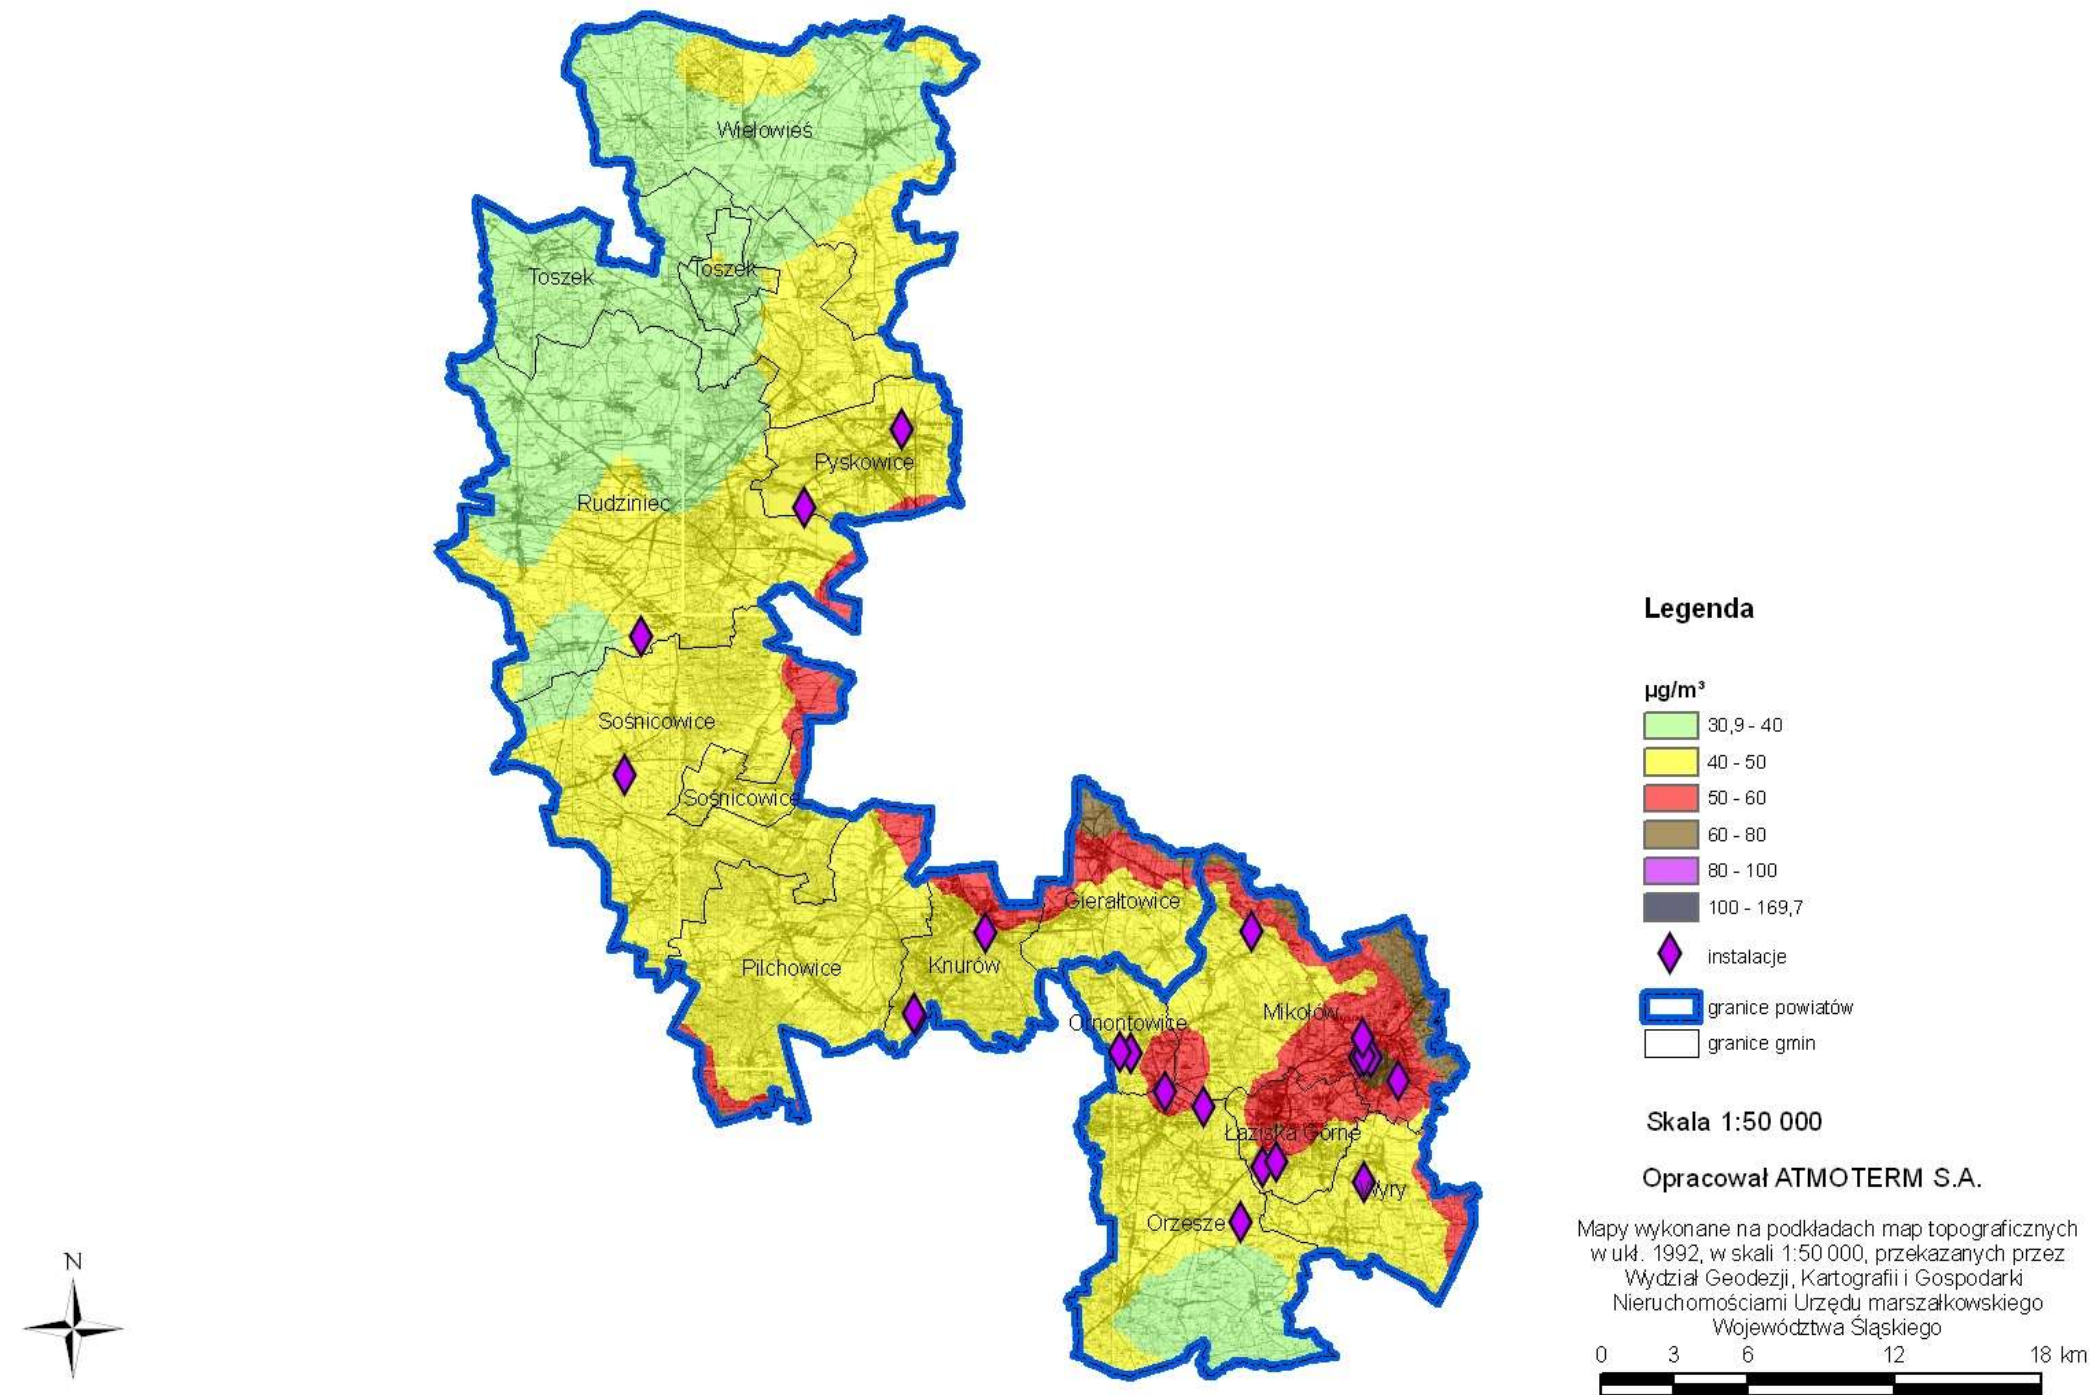 Wielowieś
Toszek
Toszek
Pyskowice
Rudziniec
Sośnicowice
Sośnicowice
Gierałtowice
Pilchowice
Knurów
Mikołów
Ornontowice
Łaziska Górne
Wyry
Orzesze
N
Legenda
µg/m³
30,9 - 40
40 - 50
50 - 60
60 - 80
80 - 100
100 - 169,7
instalacje
granice powiatów
granice gmin
Skala 1:50 000
Opracował ATMOTERM S.A.
Mapy wykonane na podkładach map topograficznych
w ukł. 1992, w skali 1:50 000, przekazanych przez
Wydział Geodezji, Kartografii i Gospodarki
Nieruchomościami Urzędu marszałkowskiego
Województwa Śląskiego
0 3 6 12 18 km